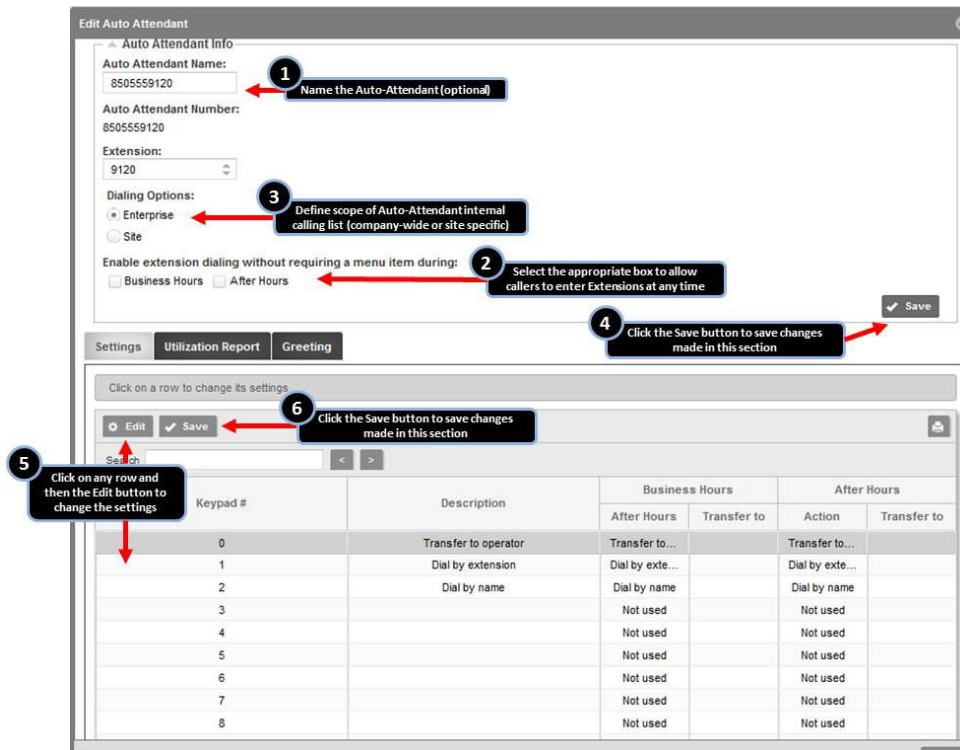 Edit Auto Attendant
Auto Attendant Info
Auto Attendant Name:
8505559120
1
Name the Auto-Attendant (optional)
Auto Attendant Number:
8505559120
Extension:
9120
Dialing Options:
Enterprise
Site
3
Define scope of Auto-Attendant internal
calling list (company-wide or site specific)
Enable extension dialing without requiring a menu item during:
Business Hours After Hours
2
Select the appropriate box to allow
callers to enter Extensions at any time
Save
4
Click the Save button to save changes
made in this section
Settings Utilization Report Greeting
Click on a row to change its settings
Edit Save
6
Click the Save button to save changes
made in this section
Search < >
5
Click on any row and
then the Edit button to
change the settings
Keypad # Description Business Hours After Hours
After Hours Transfer to Action Transfer to
0 Transfer to operator Transfer to... Transfer to...
1 Dial by extension Dial by exte... Dial by exte...
2 Dial by name Dial by name Dial by name
3 Not used Not used
4 Not used Not used
5 Not used Not used
6 Not used Not used
7 Not used Not used
8 Not used Not used